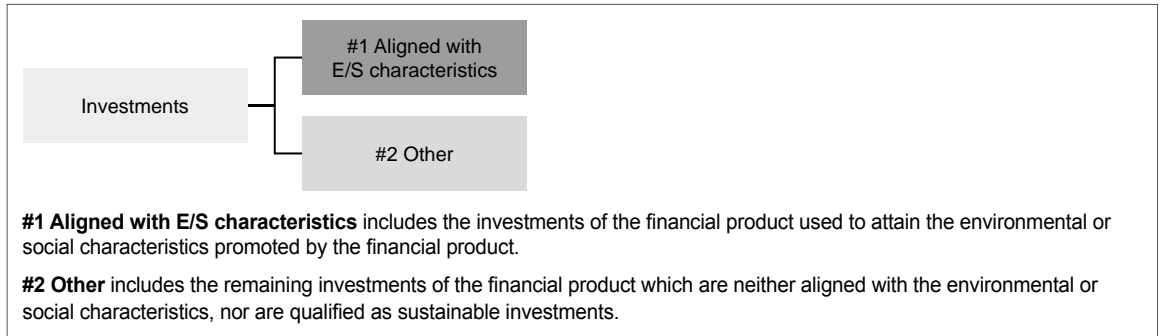 #1 Aligned with
E/S characteristics
Investments
#2 Other
#1 Aligned with E/S characteristics includes the investments of the financial product used to attain the environmental or
social characteristics promoted by the financial product.
#2 Other includes the remaining investments of the financial product which are neither aligned with the environmental or
social characteristics, nor are qualified as sustainable investments.